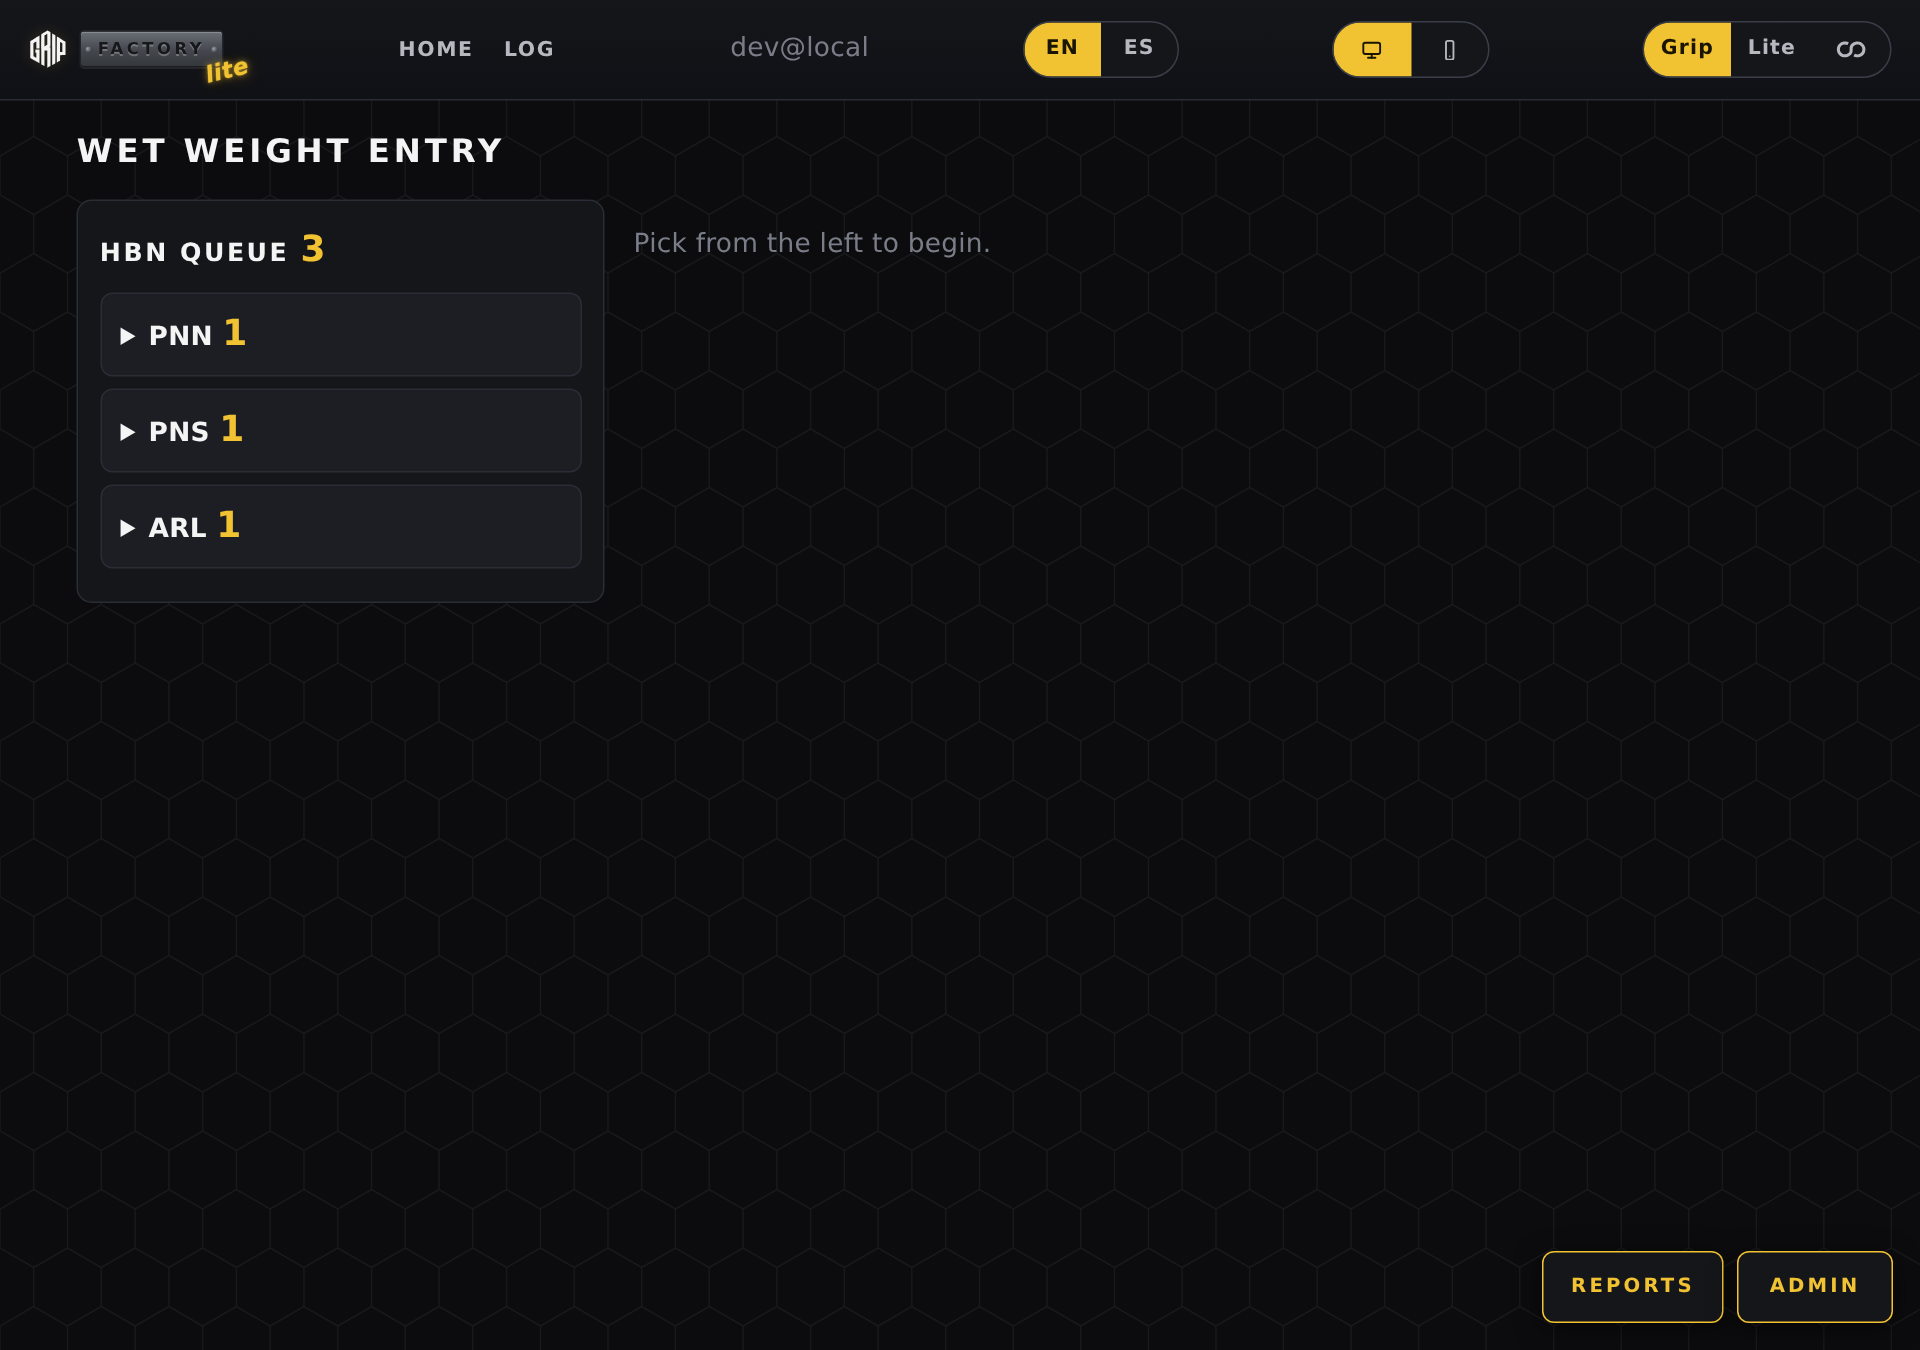 GRIP FACTORY lite HOME LOG dev@local EN ES Grip Lite
WET WEIGHT ENTRY
HBN QUEUE 3
Pick from the left to begin.
PNN 1
PNS 1
ARL 1
REPORTS ADMIN